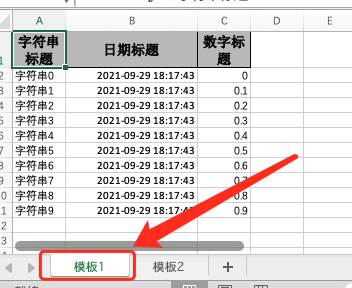 A B C
字符串
标题 日期标题 数字标
题
2 字符串0 2021-09-29 18:17:43 0
3 字符串1 2021-09-29 18:17:43 0.1
4 字符串2 2021-09-29 18:17:43 0.2
5 字符串3 2021-09-29 18:17:43 0.3
6 字符串4 2021-09-29 18:17:43 0.4
7 字符串5 2021-09-29 18:17:43 0.5
8 字符串6 2021-09-29 18:17:43 0.6
9 字符串7 2021-09-29 18:17:43 0.7
字符串8 2021-09-29 18:17:43 0.8
字符串9 2021-09-29 18:17:43 0.9
模板1 模板2 +